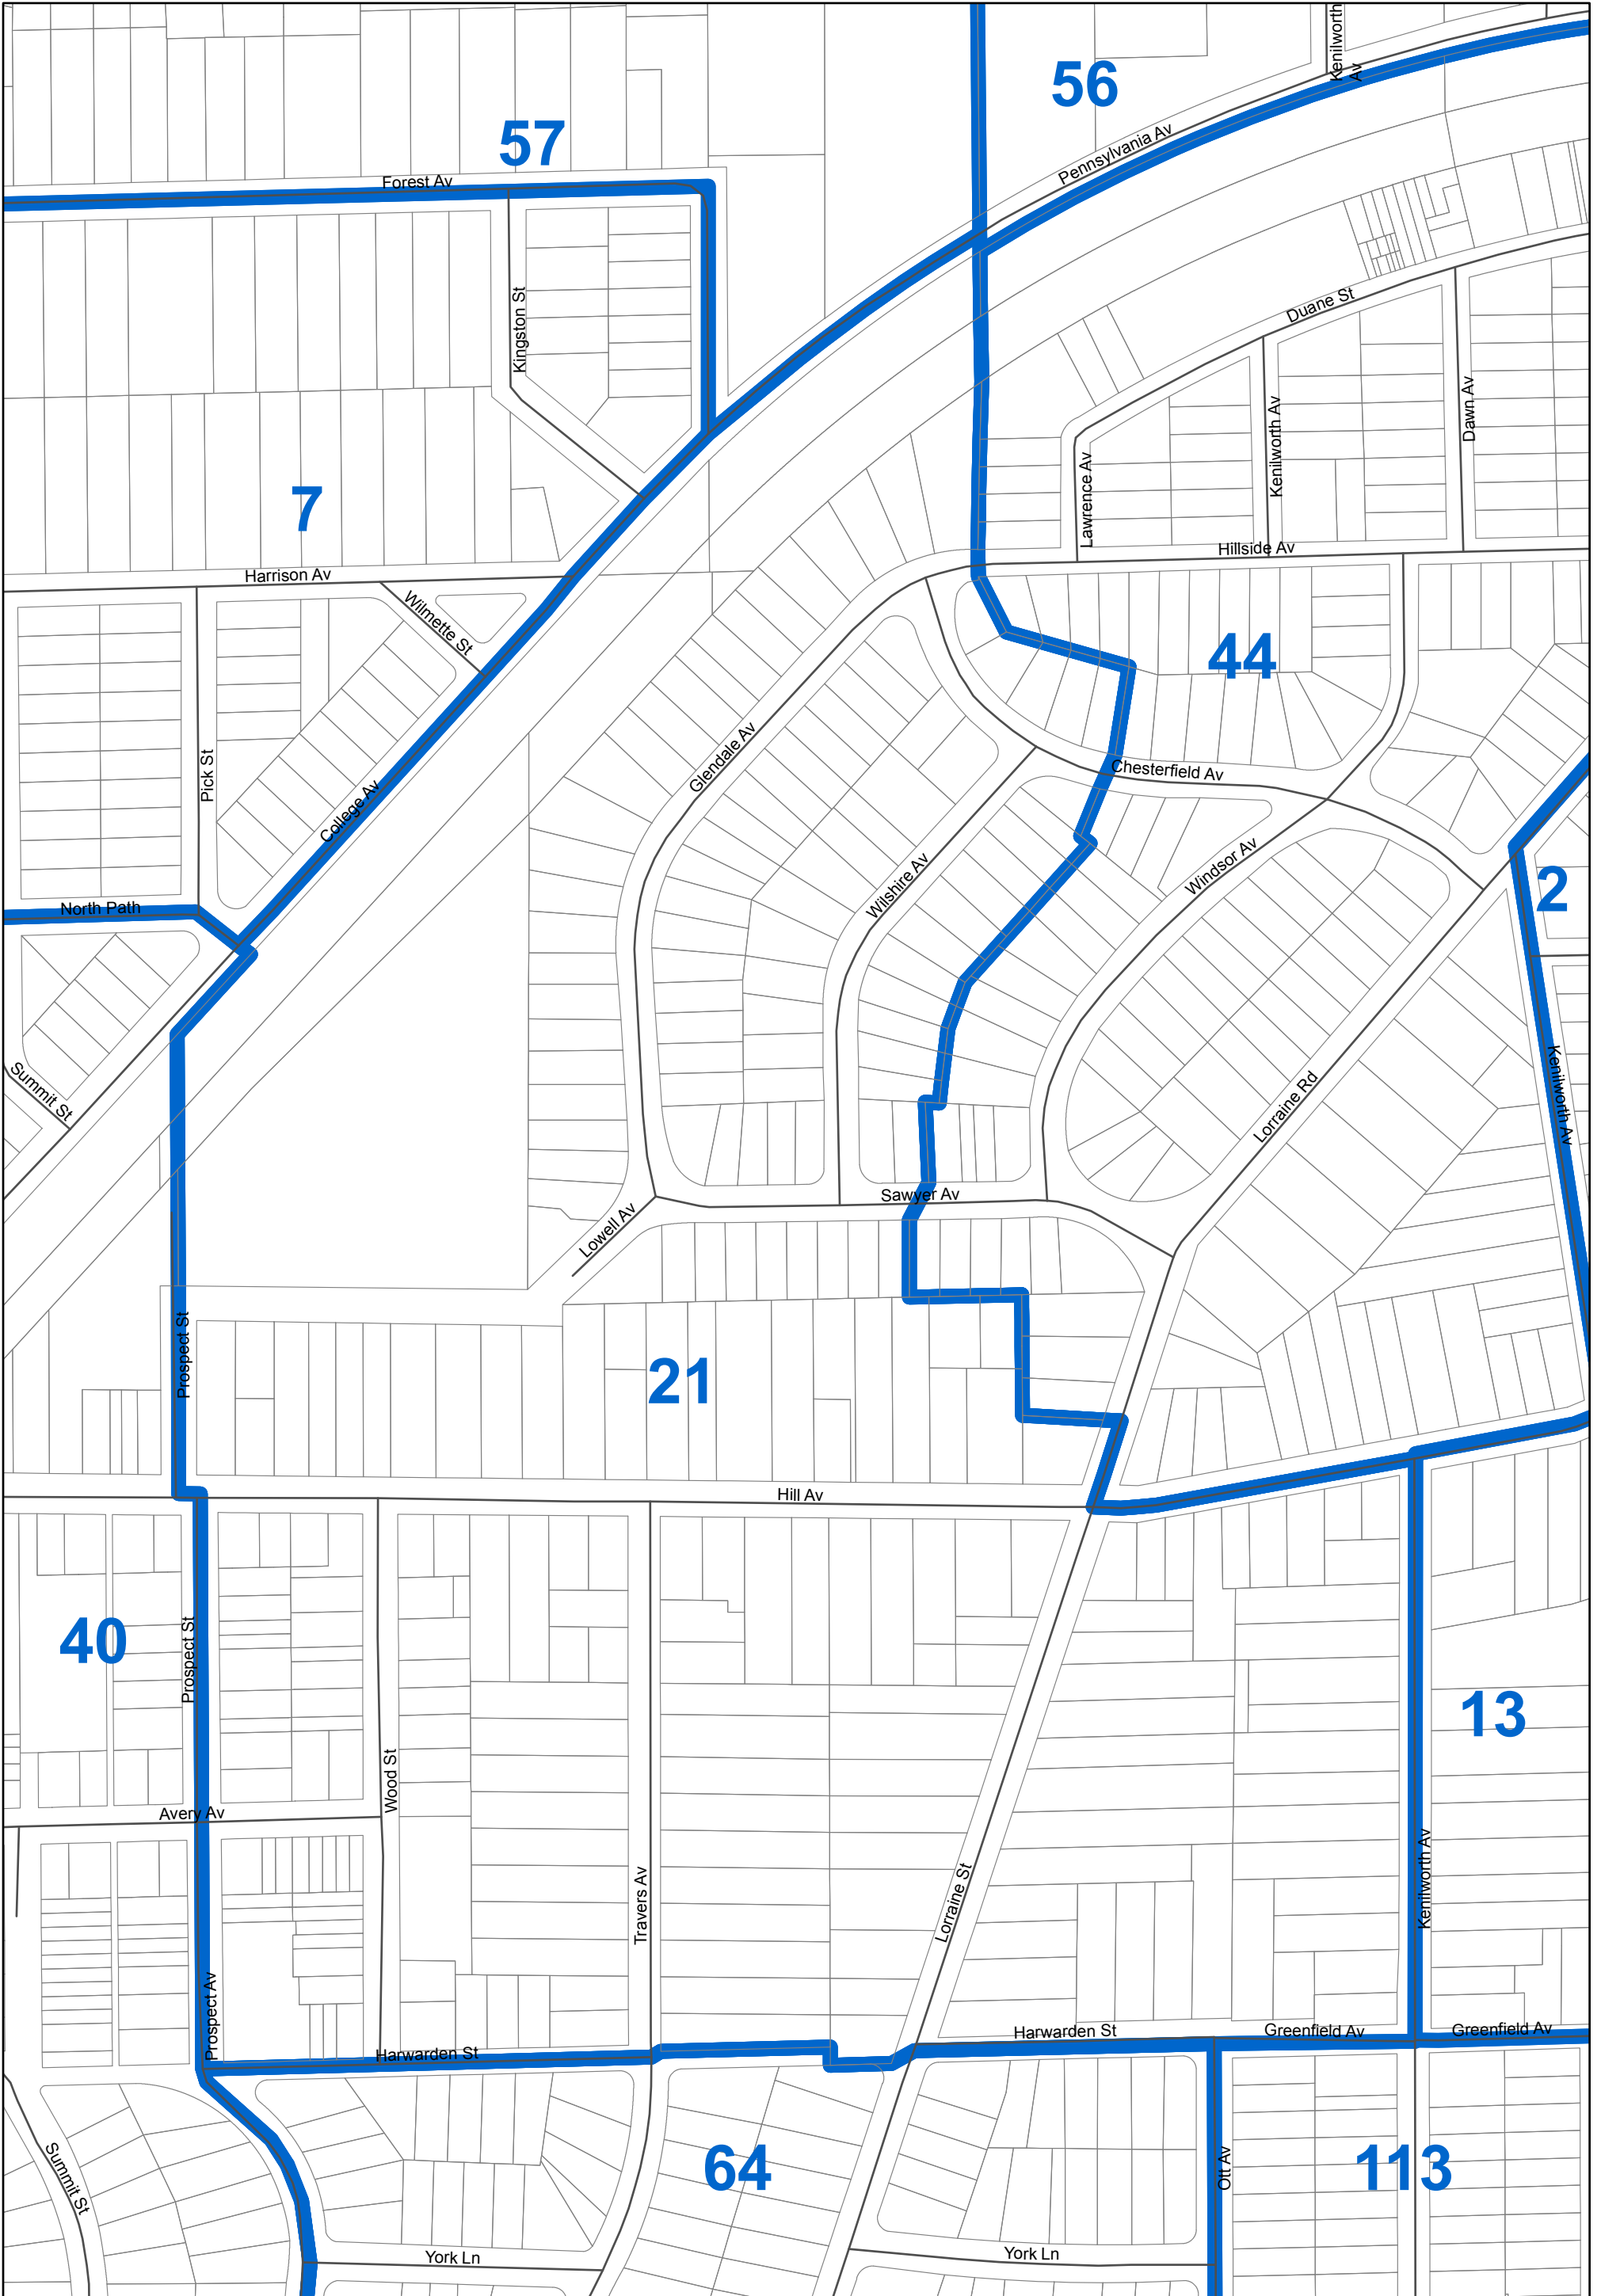 Kenilworth
Av
56
57
Pennsylvania Av
Forest Av
Kingston St
Duane St
Dawn Av
Kenilworth Av
Lawrence Av
7
Hillside Av
Harrison Av
Wilmette St
44
Glendale Av
Pick St
Chesterfield Av
College Av
Windsor Av
Wilshire Av
2
North Path
Summit St
Kenilworth Av
Lorraine Rd
Sawyer Av
Lowell Av
Prospect St
21
Hill Av
40
Prospect St
13
Wood St
Avery Av
Travers Av
Lorraine St
Kenilworth Av
Prospect Av
Harwarden St
Harwarden St
Greenfield Av
Greenfield Av
Summit St
64
Ott Av
113
York Ln
York Ln